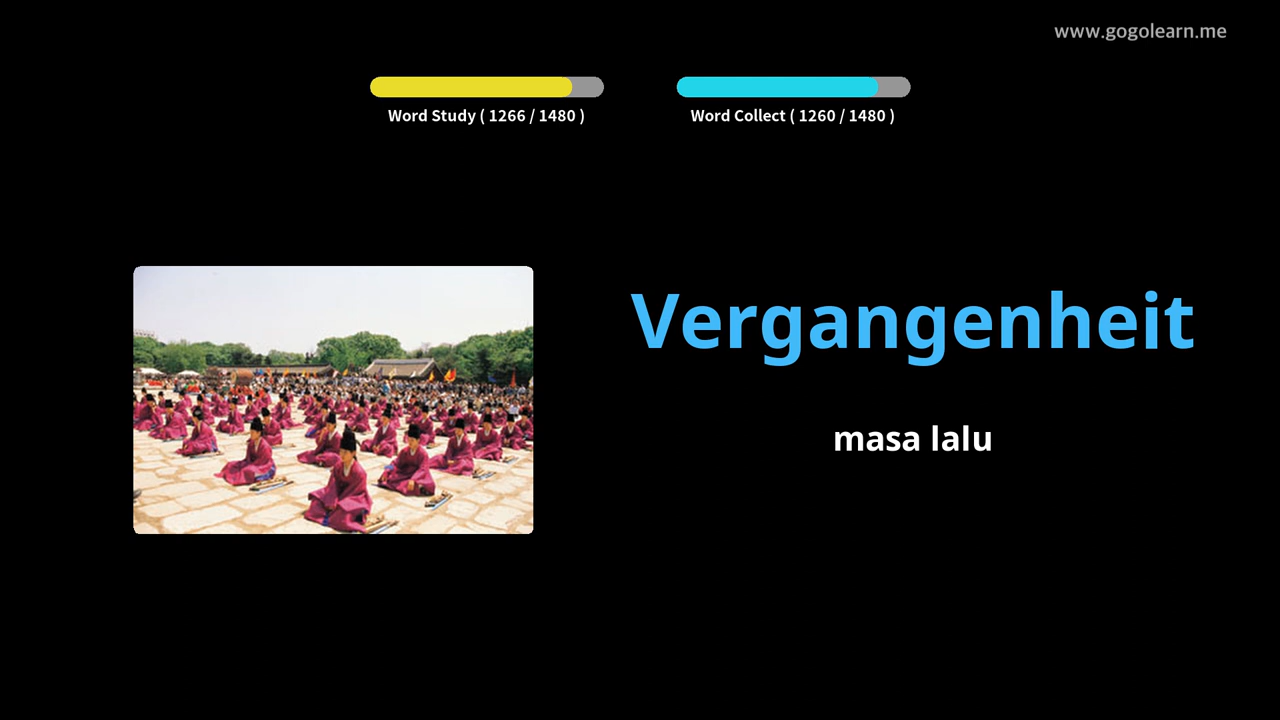 www.gogolearn.me
Word Study ( 1266 / 1480 )
Word Collect ( 1260 / 1480 )
Vergangenheit
masa lalu